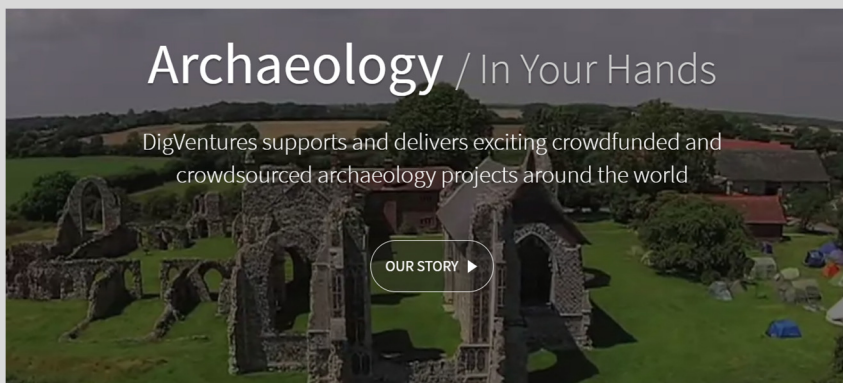 Archaeology / In Your Hands
DigVentures supports and delivers exciting crowdfunded and
crowdsourced archaeology projects around the world
OUR STORY